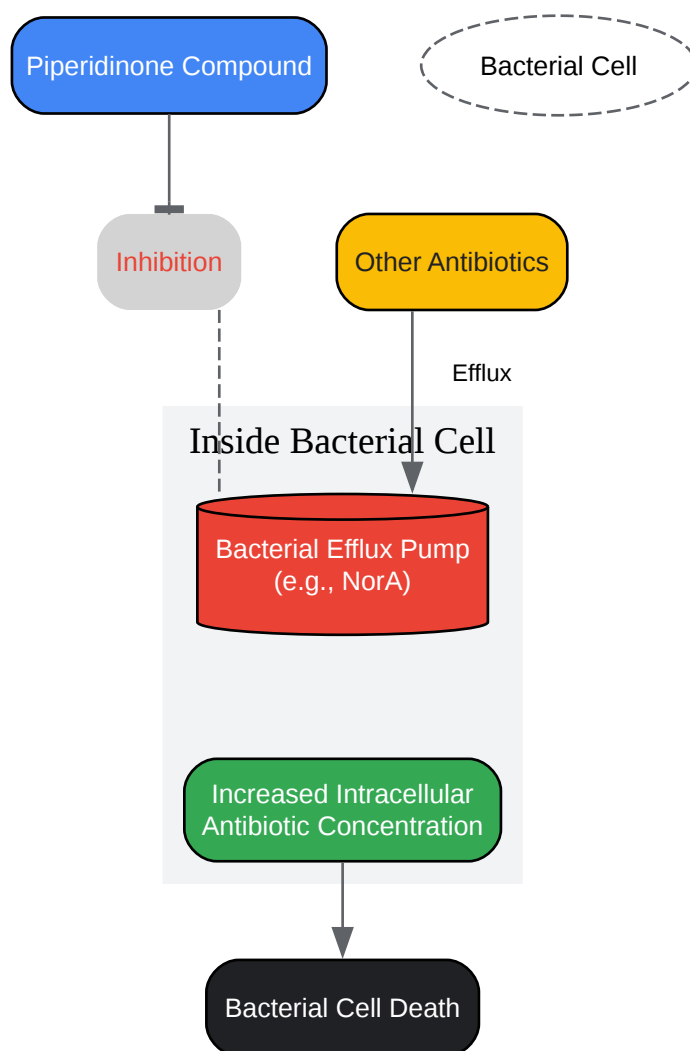 Piperidinone Compound
Bacterial Cell
Inhibition
Other Antibiotics
Efflux
Inside Bacterial Cell
Bacterial Efflux Pump
(e.g., NorA)
Increased Intracellular
Antibiotic Concentration
Bacterial Cell Death